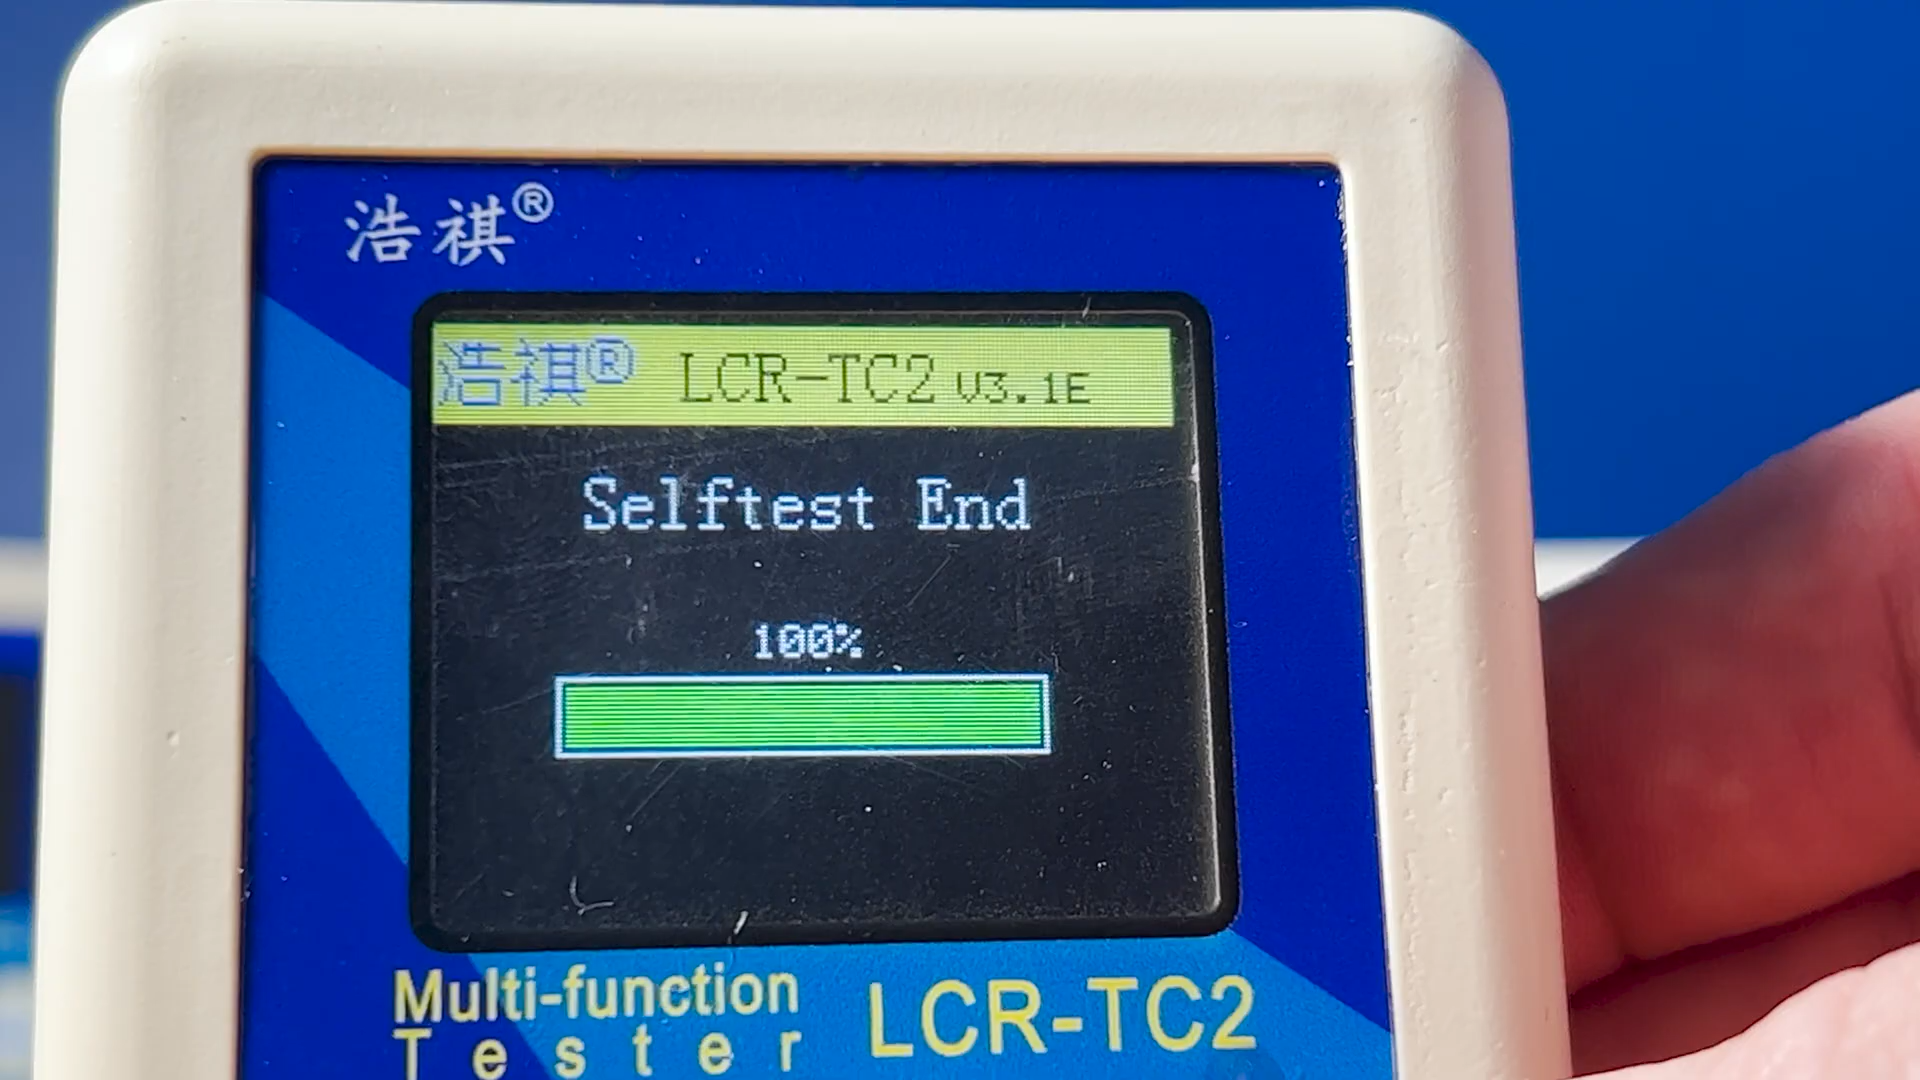 浩祺®
浩祺® LCR-TC2 V3.1E
Selftest End
100%
Multi-function LCR-TC2
Tester